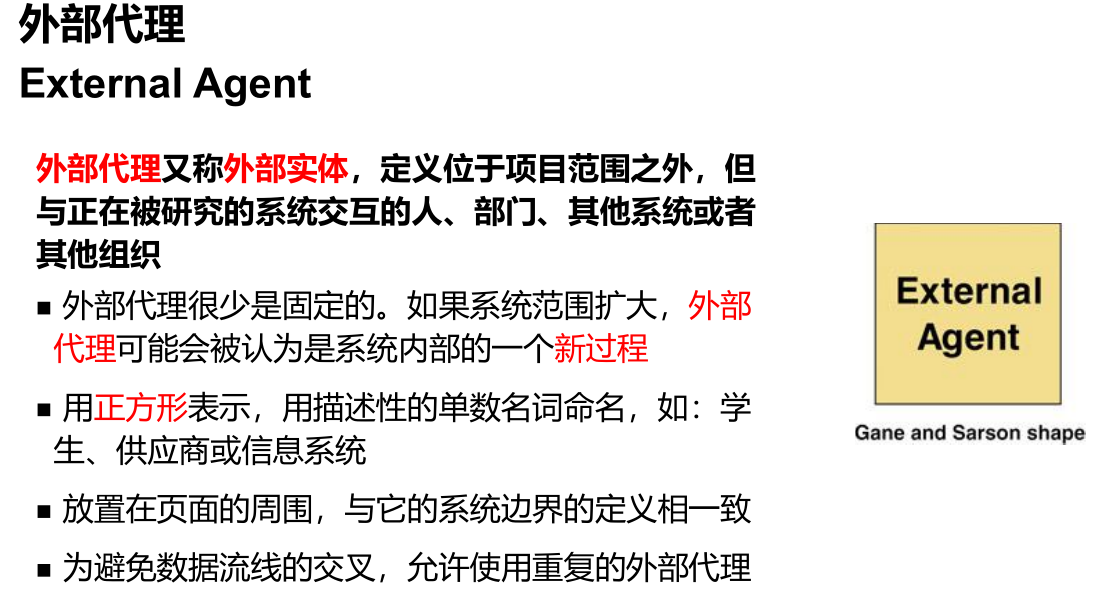 外部代理
External Agent
外部代理又称外部实体，定义位于项目范围之外，但
与正在被研究的系统交互的人、部门、其他系统或者
其他组织
▪ 外部代理很少是固定的。如果系统范围扩大，外部
代理可能会被认为是系统内部的一个新过程
▪ 用正方形表示，用描述性的单数名词命名，如：学
生、供应商或信息系统
▪ 放置在页面的周围，与它的系统边界的定义相一致
▪ 为避免数据流线的交叉，允许使用重复的外部代理
External
Agent
Gane and Sarson shape